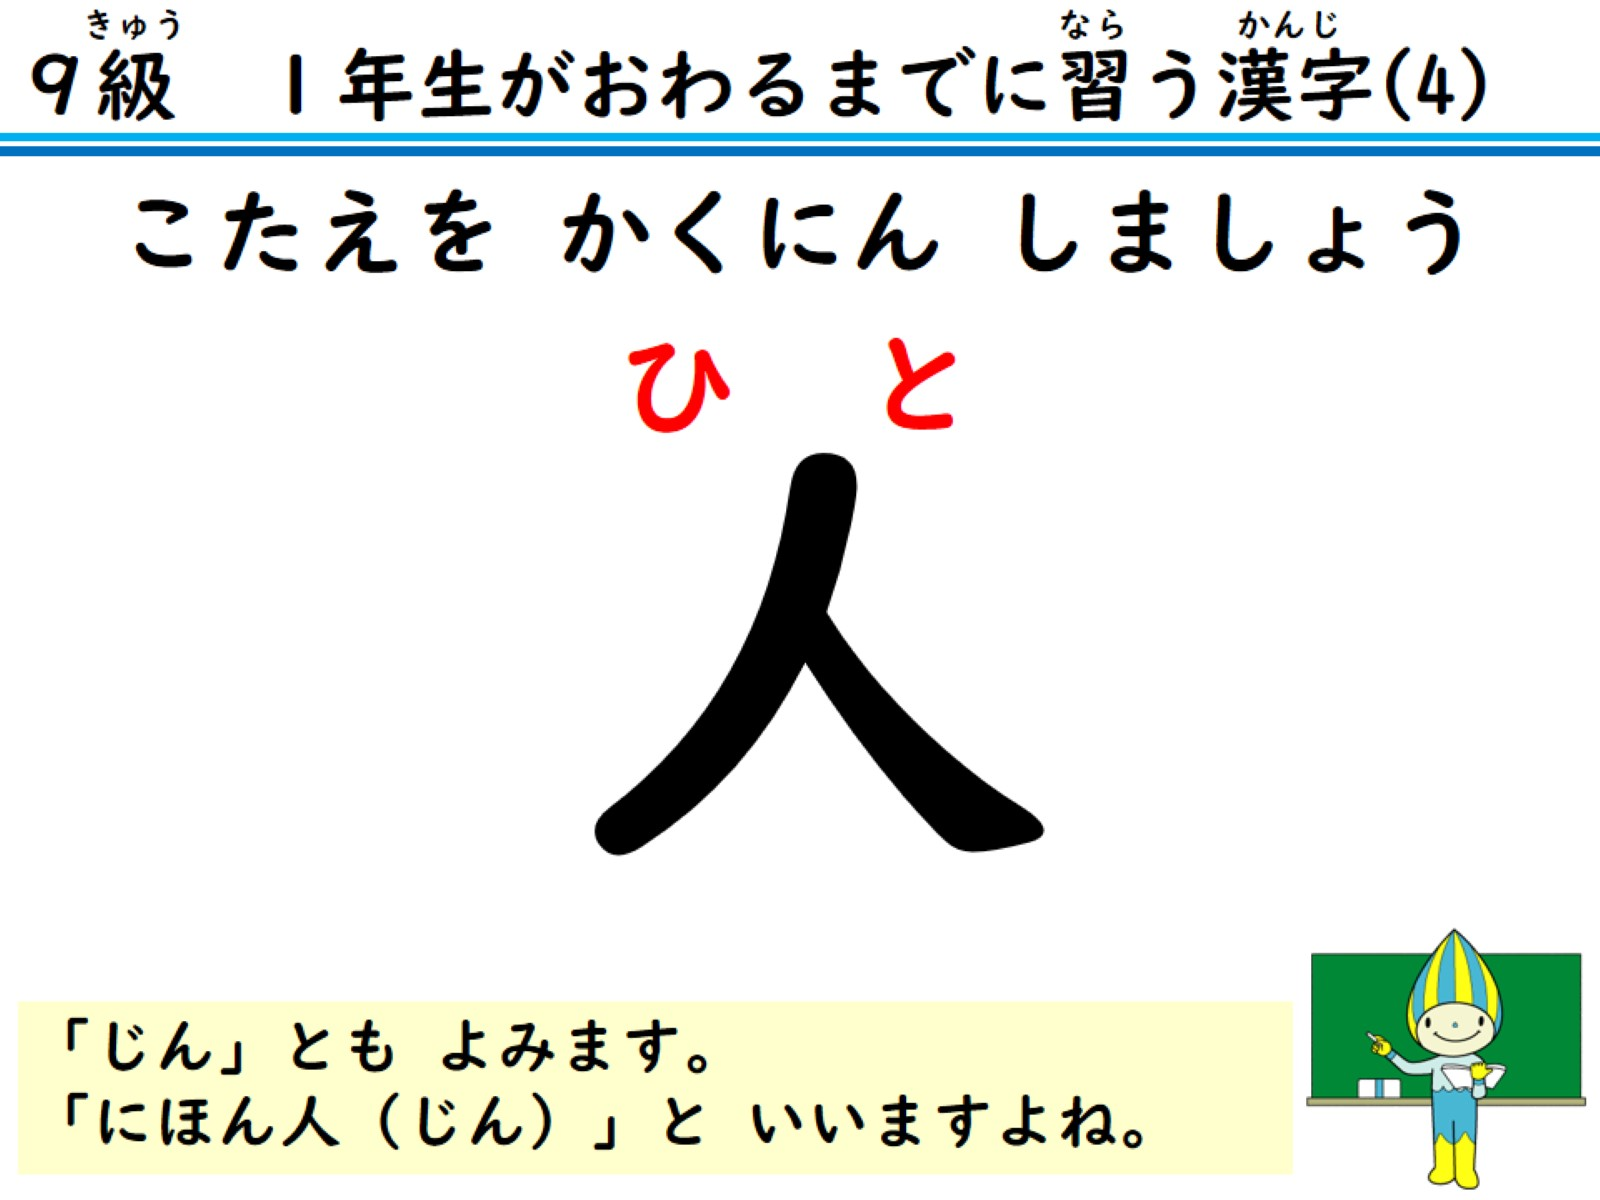 きゅう なら かんじ
９級　１年生がおわるまでに習う漢字(4)
こたえを かくにん しましょう
ひ と
人
「じん」とも よみます。
「にほん人（じん）」と いいますよね。